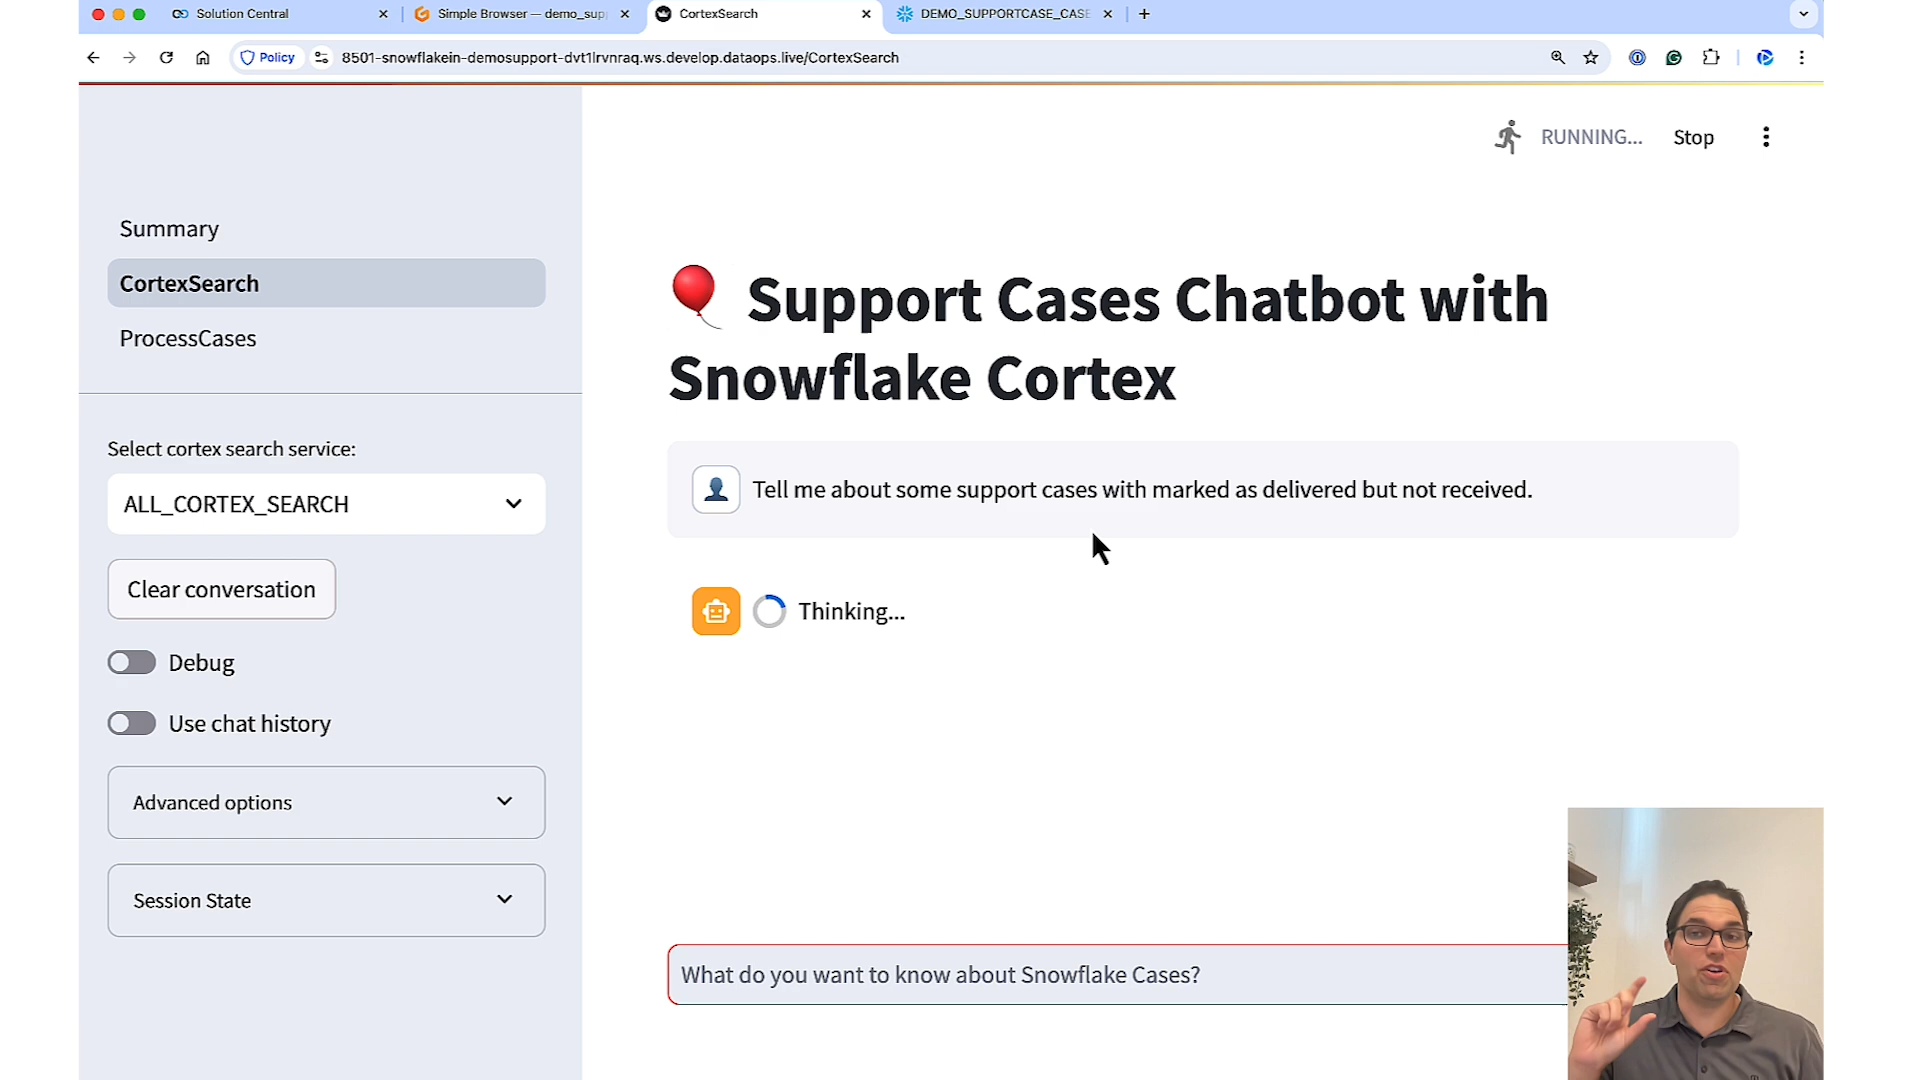 Solution Central
Simple Browser — demo_supp
CortexSearch
DEMO_SUPPORTCASE_CASE
Policy
8501-snowflakein-demosupport-dvt1lrvnraq.ws.develop.dataops.live/CortexSearch
RUNNING...
Stop
Summary
CortexSearch
ProcessCases
Select cortex search service:
ALL_CORTEX_SEARCH
Clear conversation
Debug
Use chat history
Advanced options
Session State
Support Cases Chatbot with
Snowflake Cortex
Tell me about some support cases with marked as delivered but not received.
Thinking...
What do you want to know about Snowflake Cases?